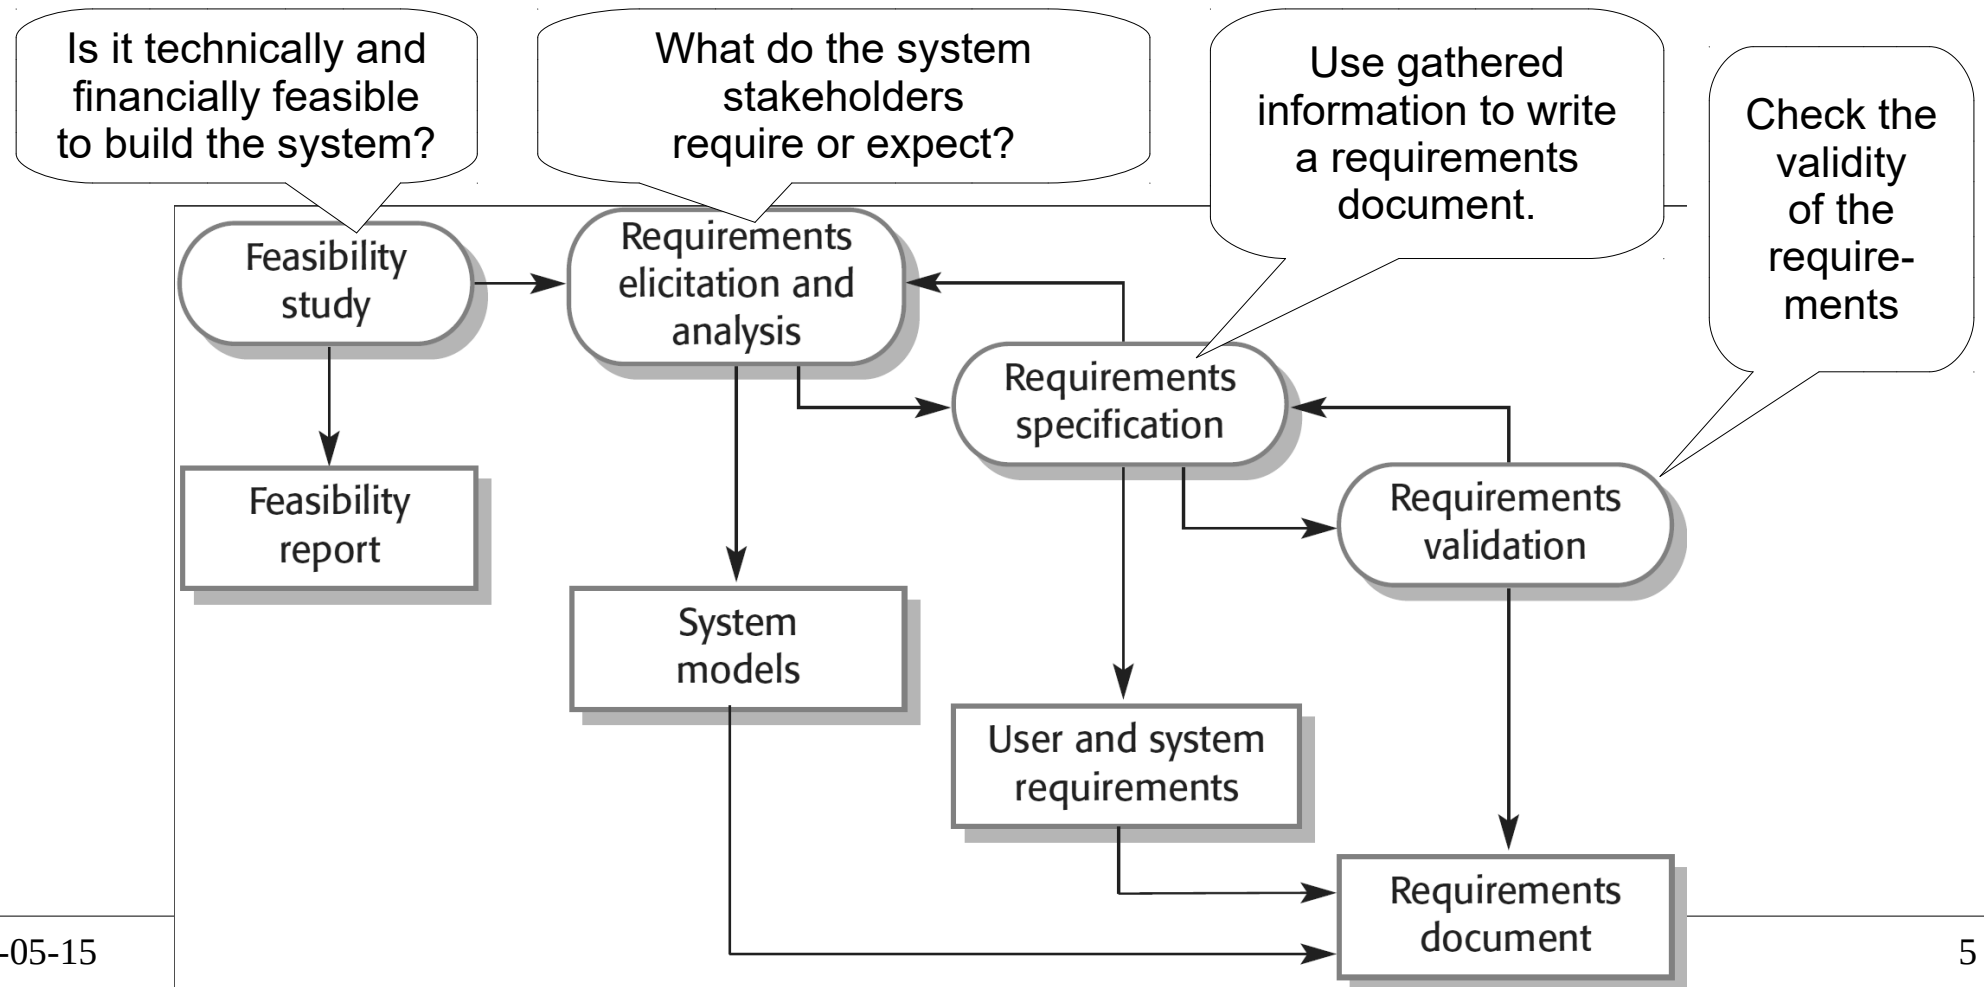 Is it technically and
financially feasible
to build the system?
What do the system
stakeholders
require or expect?
Use gathered
information to write
a requirements
document.
Check the
validity
of the
require-
ments
Feasibility
study
Requirements
elicitation and
analysis
Requirements
specification
Requirements
validation
Feasibility
report
System
models
User and system
requirements
Requirements
document
-05-15
5